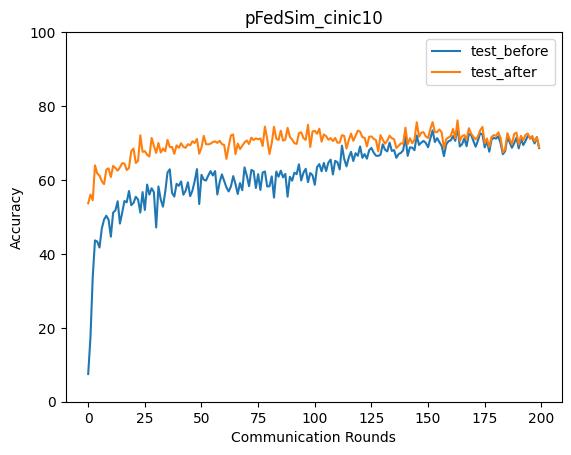 pFedSim_cinic10
test_before
test_after
Accuracy
100
80
60
40
20
0
0 25 50 75 100 125 150 175 200
Communication Rounds